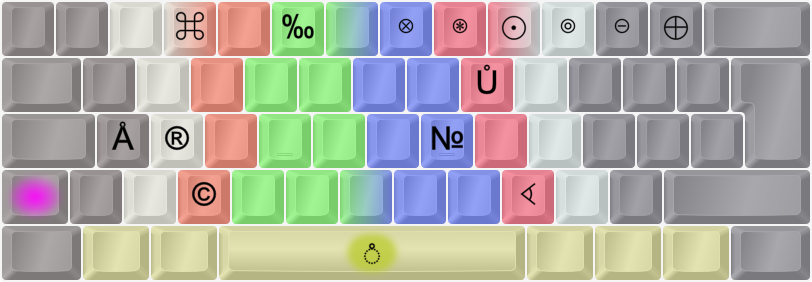 ⌘ ‰ ⊗ ⊛ ⊙ ⊚ ⊖ ⊕
Ů
Å ® №
© ∢
◌̊